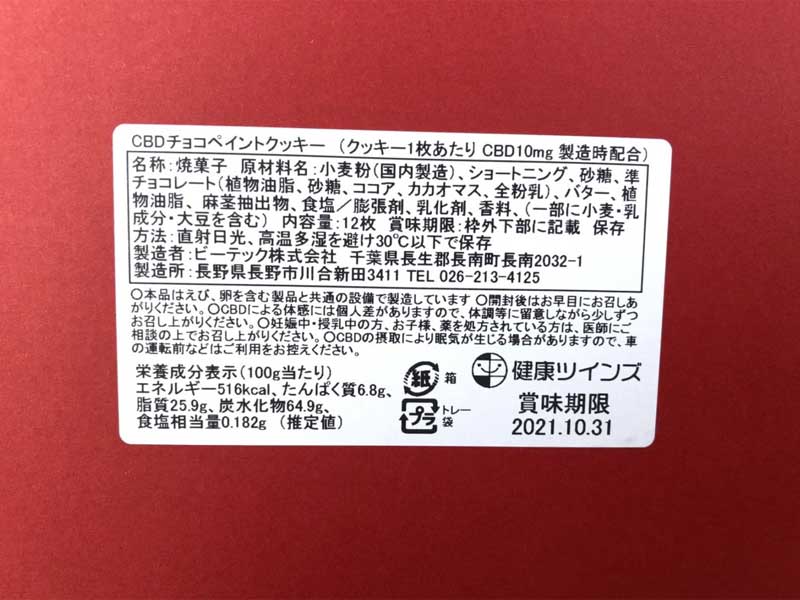 CBDチョコペイントクッキー （クッキー1枚あたり CBD10mg 製造時配合）
名称：焼菓子 原材料名：小麦粉（国内製造）、ショートニング、砂糖、準
チョコレート（植物油脂、砂糖、ココア、カカオマス、全粉乳）、バター、植
物油脂、麻茎抽出物、食塩／膨張剤、乳化剤、香料、（一部に小麦・乳
成分・大豆を含む） 内容量：12枚 賞味期限：枠外下部に記載 保存
方法：直射日光、高温多湿を避け30℃以下で保存
製造者：ビーテック株式会社 千葉県長生郡長南町長南2032-1
製造所：長野県長野市川合新田3411 TEL 026-213-4125
○本品はえび、卵を含む製品と共通の設備で製造しています ○開封後はお早目にお召しあ
がりください。○CBDによる体感には個人差がありますので、体調等に留意しながら少しずつ
お召し上がりください。○妊娠中・授乳中の方、お子様、薬を処方されている方は、医師にご
相談の上でお召し上がりください。○CBDの摂取により眠気が生じる場合がありますので、車
の運転前などはご利用をお控えください。
栄養成分表示（100g当たり）
エネルギー516kcal、たんぱく質6.8g、
脂質25.9g、炭水化物64.9g、
食塩相当量0.182g （推定値）
紙 箱
プラ トレー
袋
健康ツインズ
賞味期限
2021.10.31